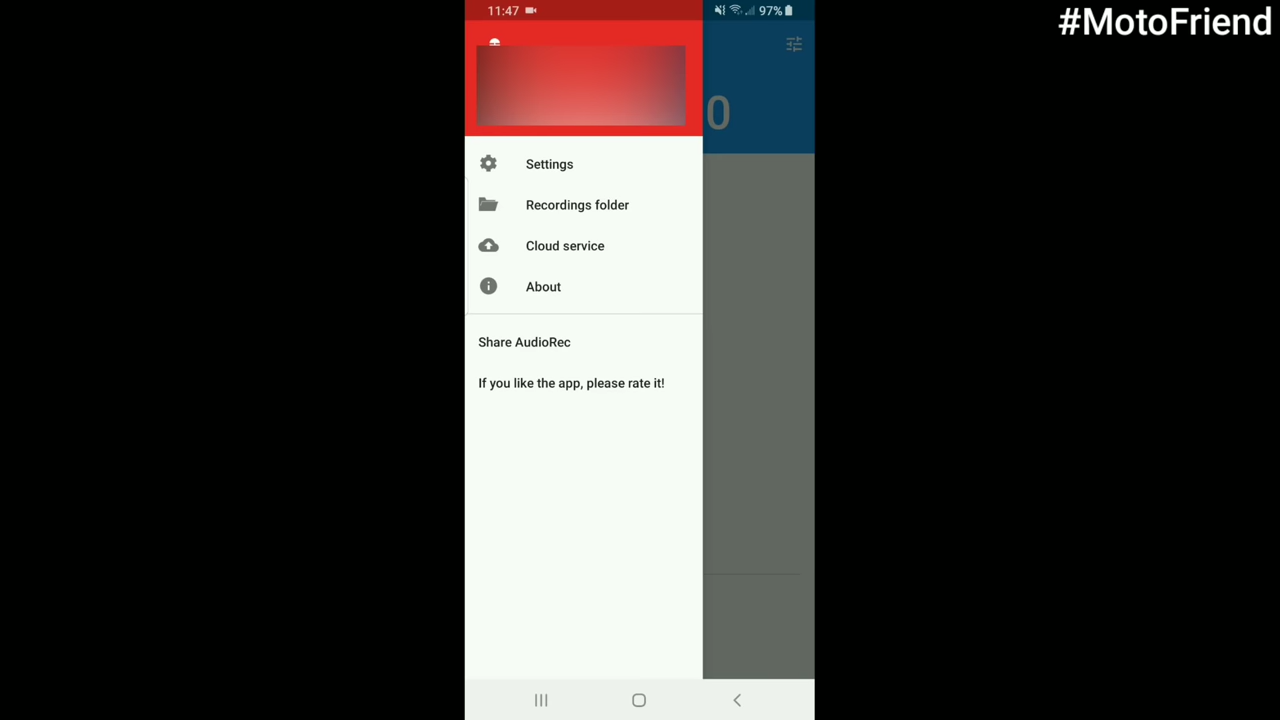 11:47
97%
#MotoFriend
0
Settings
Recordings folder
Cloud service
About
Share AudioRec
If you like the app, please rate it!